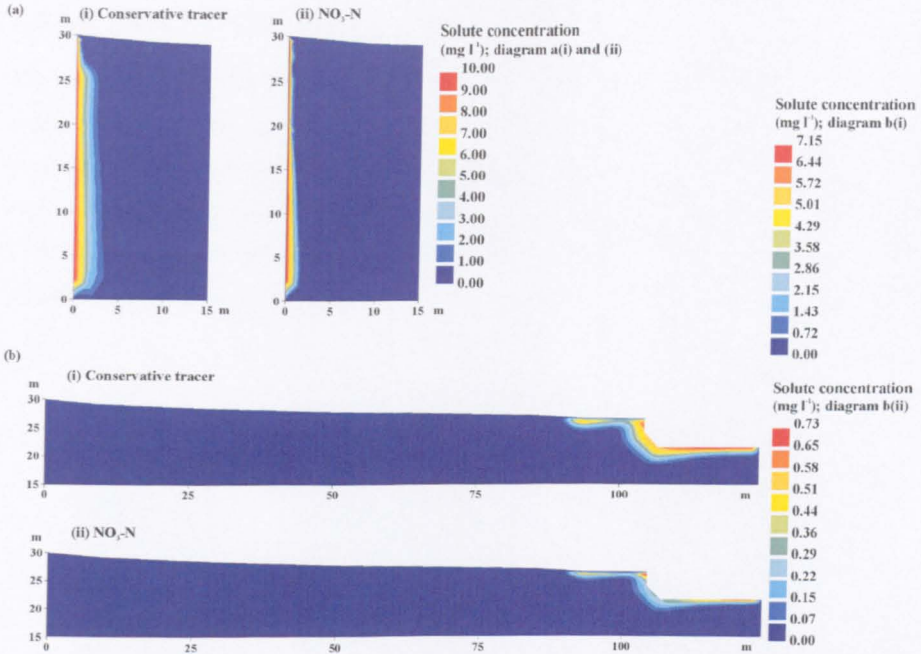 (a)
(i) Conservative tracer
(ii) NO3-N
m
30
25
20
15
10
5
0
0 5 10 15 m
m
30
25
20
15
10
5
0
0 5 10 15 m
Solute concentration
(mg l-1); diagram a(i) and (ii)
10.00
9.00
8.00
7.00
6.00
5.00
4.00
3.00
2.00
1.00
0.00
Solute concentration
(mg l-1); diagram b(i)
7.15
6.44
5.72
5.01
4.29
3.58
2.86
2.15
1.43
0.72
0.00
(b)
(i) Conservative tracer
m
30
25
20
15
0 25 50 75 100 m
(ii) NO3-N
m
30
25
20
15
0 25 50 75 100 m
Solute concentration
(mg l-1); diagram b(ii)
0.73
0.65
0.58
0.51
0.44
0.36
0.29
0.22
0.15
0.07
0.00